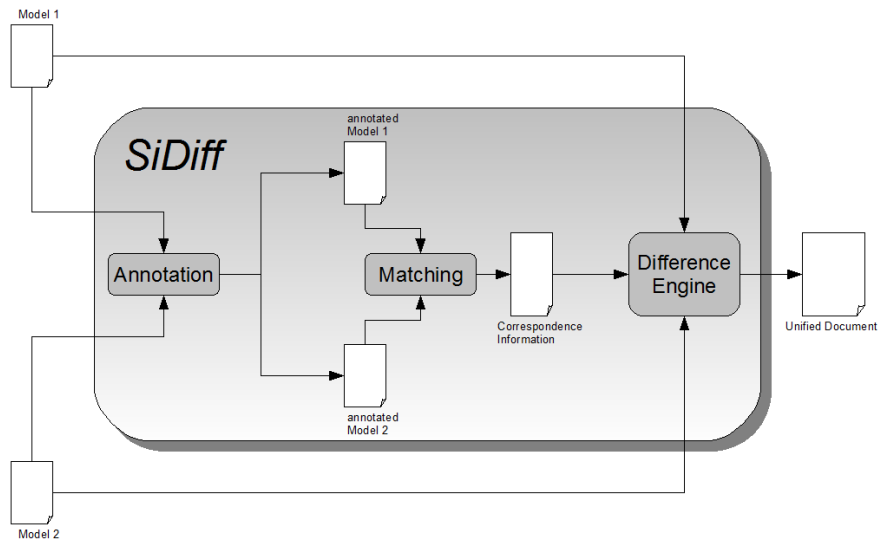 Model 1
SiDiff
annotated
Model 1
Annotation
Matching
Difference
Engine
Correspondence
Information
Unified Document
annotated
Model 2
Model 2